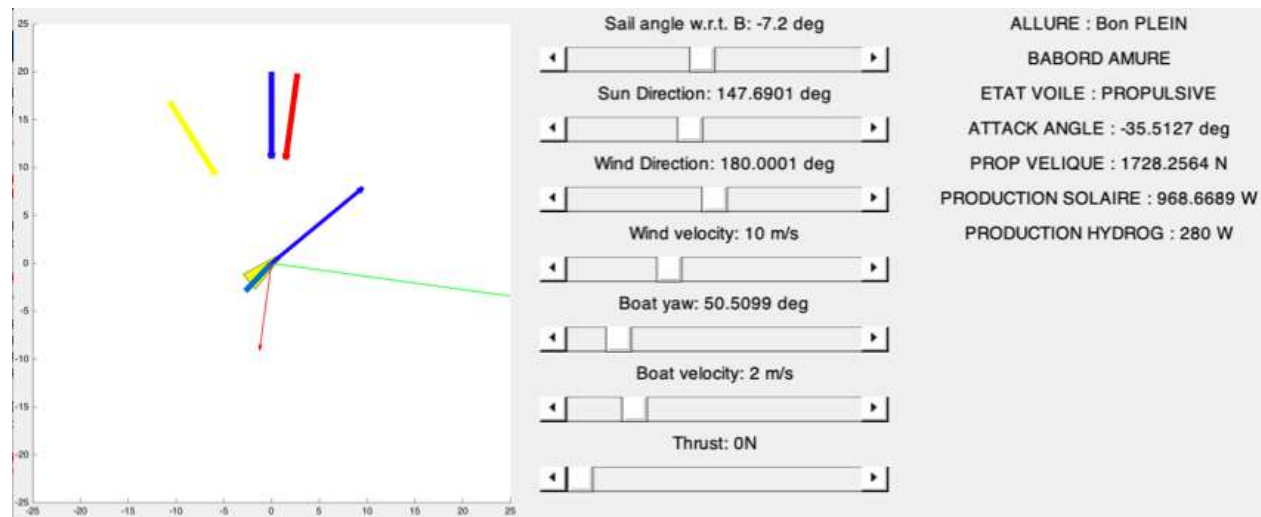 Sail angle w.r.t. B: -7.2 deg
Sun Direction: 147.6901 deg
Wind Direction: 180.0001 deg
Wind velocity: 10 m/s
Boat yaw: 50.5099 deg
Boat velocity: 2 m/s
Thrust: 0N
ALLURE : Bon PLEIN
BABORD AMURE
ETAT VOILE : PROPULSIVE
ATTACK ANGLE : -35.5127 deg
PROP VELIQUE : 1728.2564 N
PRODUCTION SOLAIRE : 968.6689 W
PRODUCTION HYDROG : 280 W
25
20
15
10
5
0
-5
-10
-15
-20
-25
-25 -20 -15 -10 -5 0 5 10 15 20 25